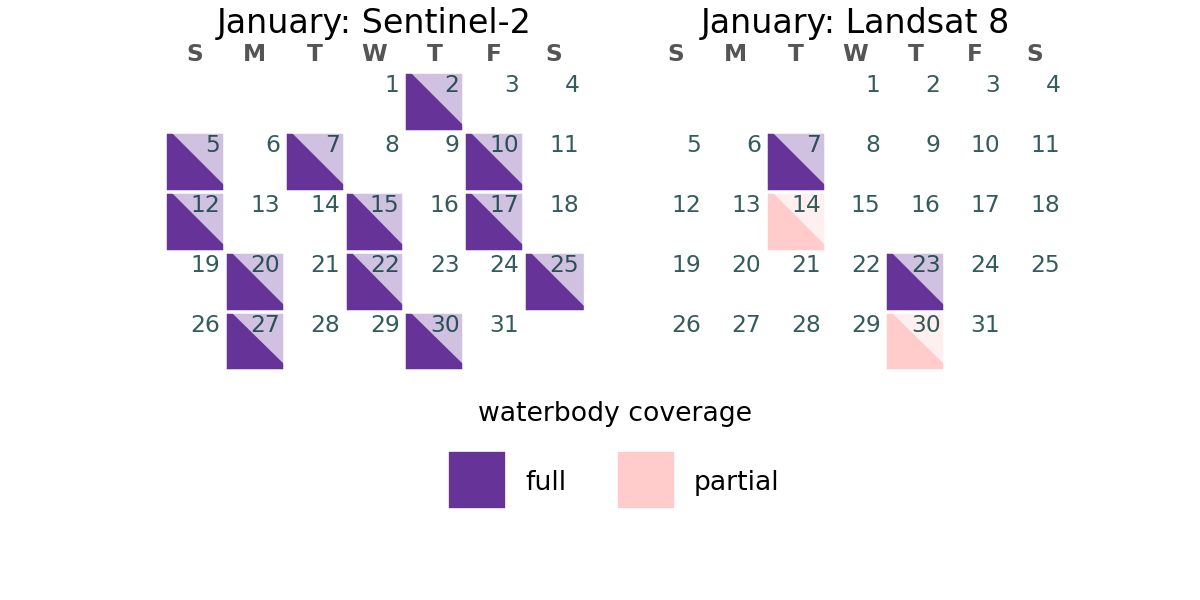 January: Sentinel-2
S M T W T F S
1 2 3 4
5 6 7 8 9 10 11
12 13 14 15 16 17 18
19 20 21 22 23 24 25
26 27 28 29 30 31
January: Landsat 8
S M T W T F S
1 2 3 4
5 6 7 8 9 10 11
12 13 14 15 16 17 18
19 20 21 22 23 24 25
26 27 28 29 30 31
waterbody coverage
full partial